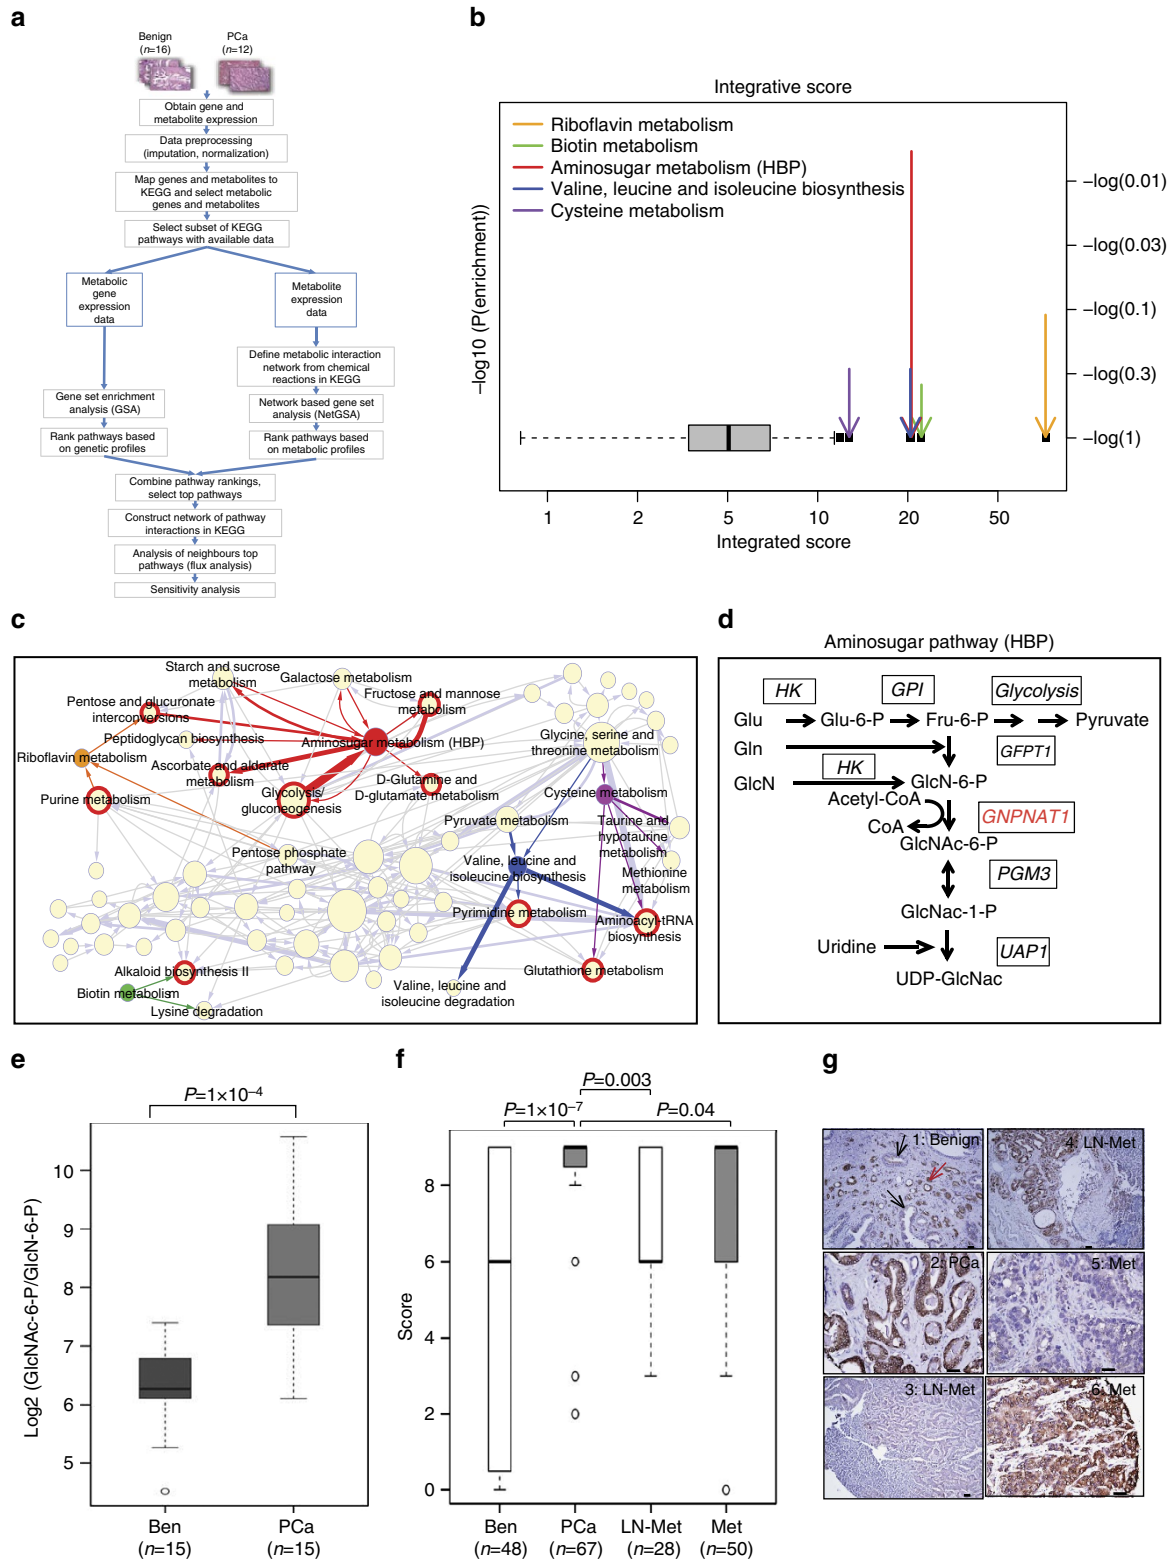 a
Benign
(n=16)
PCa
(n=12)
Obtain gene and
metabolite expression
Data preprocessing
(imputation, normalization)
Map genes and metabolites to
KEGG and select metabolic
genes and metabolites
Select subset of KEGG
pathways with available data
Metabolic
gene
expression
data
Metabolite
expression
data
Define metabolic interaction
network from chemical
reactions in KEGG
Gene set enrichment
analysis (GSA)
Network based gene set
analysis (NetGSA)
Rank pathways based
on genetic profiles
Rank pathways based
on metabolic profiles
Combine pathway rankings,
select top pathways
Construct network of pathway
interactions in KEGG
Analysis of neighbours top
pathways (flux analysis)
Sensitivity analysis
b
Integrative score
Riboflavin metabolism
Biotin metabolism
Aminosugar metabolism (HBP)
Valine, leucine and isoleucine biosynthesis
Cysteine metabolism
−log10 (P(enrichment))
−log(0.01)
−log(0.03)
−log(0.1)
−log(0.3)
−log(1)
1 2 5 10 20 50
Integrated score
c
Starch and sucrose
metabolism
Galactose metabolism
Fructose and mannose
metabolism
Pentose and glucuronate
interconversions
Peptidoglycan biosynthesis
Aminosugar metabolism (HBP)
Glycine, serine and
threonine metabolism
Riboflavin metabolism
Ascorbate and aldarate
metabolism
Purine metabolism
Glycolysis/
gluconeogenesis
D-Glutamine and
D-glutamate metabolism
Cysteine metabolism
Pyruvate metabolism
Taurine and
hypotaurine
metabolism
Pentose phosphate
pathway
Valine, leucine and
isoleucine biosynthesis
Methionine
metabolism
Pyrimidine metabolism
Aminoacyl-tRNA
biosynthesis
Alkaloid biosynthesis II
Glutathione metabolism
Biotin metabolism
Valine, leucine and
isoleucine degradation
Lysine degradation
d
Aminosugar pathway (HBP)
HK
GPI
Glycolysis
Glu
Glu-6-P
Fru-6-P
Pyruvate
Gln
GFPT1
HK
GlcN
GlcN-6-P
Acetyl-CoA
CoA
GNPNAT1
GlcNAc-6-P
PGM3
GlcNac-1-P
Uridine
UAP1
UDP-GlcNac
e
P=1×10−4
Log2 (GlcNAc-6-P/GlcN-6-P)
10
9
8
7
6
5
Ben
(n=15)
PCa
(n=15)
f
P=0.003
P=1×10−7
P=0.04
Score
8
6
4
2
0
Ben
(n=48)
PCa
(n=67)
LN-Met
(n=28)
Met
(n=50)
g
1: Benign
4: LN-Met
2: PCa
5: Met
3: LN-Met
6: Met